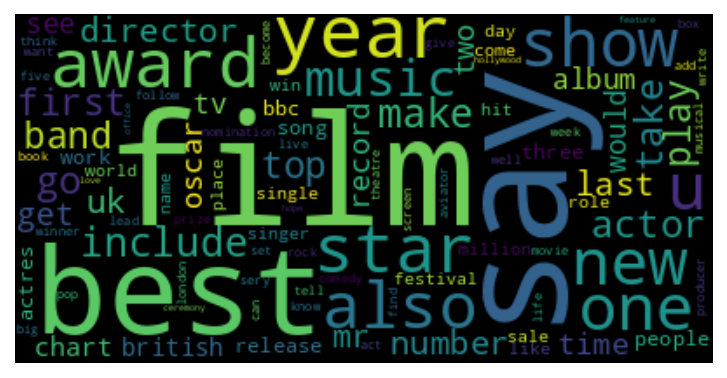 see director year two day come feature box
think want become give hollywood add write
award music show
five follow win make album
first tv bbc hit would take play musical
band oscar song record
office nomination live week
book work top theatre three
world place film say well
go love name single u
uk prize screen aviator last role
get lead hope
include singer star actor
winner set rock million movie new
actres comedy festival producer
best also one
pop london sery can tell find life
ceremony know
big chart british release mr act number sale like time people